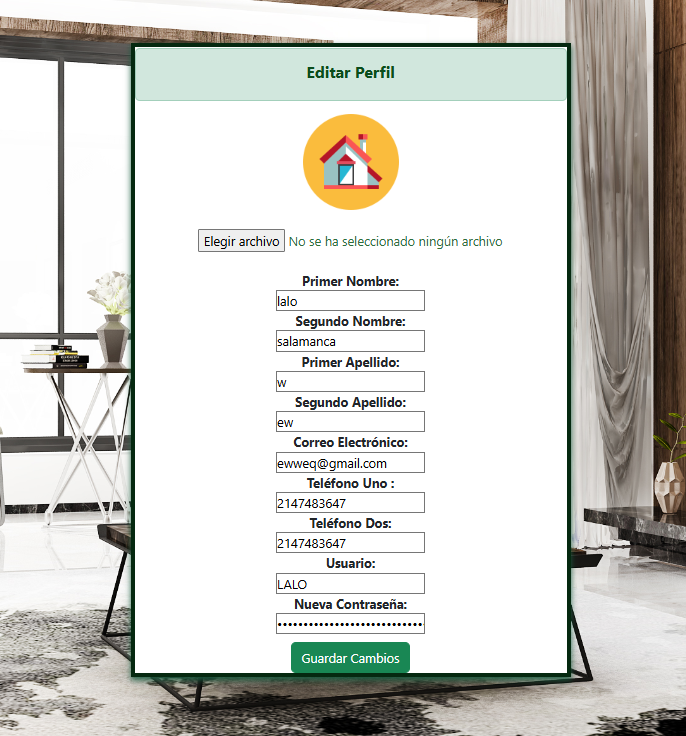 Editar Perfil
Elegir archivo No se ha seleccionado ningún archivo
Primer Nombre:
lalo
Segundo Nombre:
salamanca
Primer Apellido:
w
Segundo Apellido:
ew
Correo Electrónico:
ewweq@gmail.com
Teléfono Uno :
2147483647
Teléfono Dos:
2147483647
Usuario:
LALO
Nueva Contraseña:
••••••••••••••••••••••••••••
Guardar Cambios